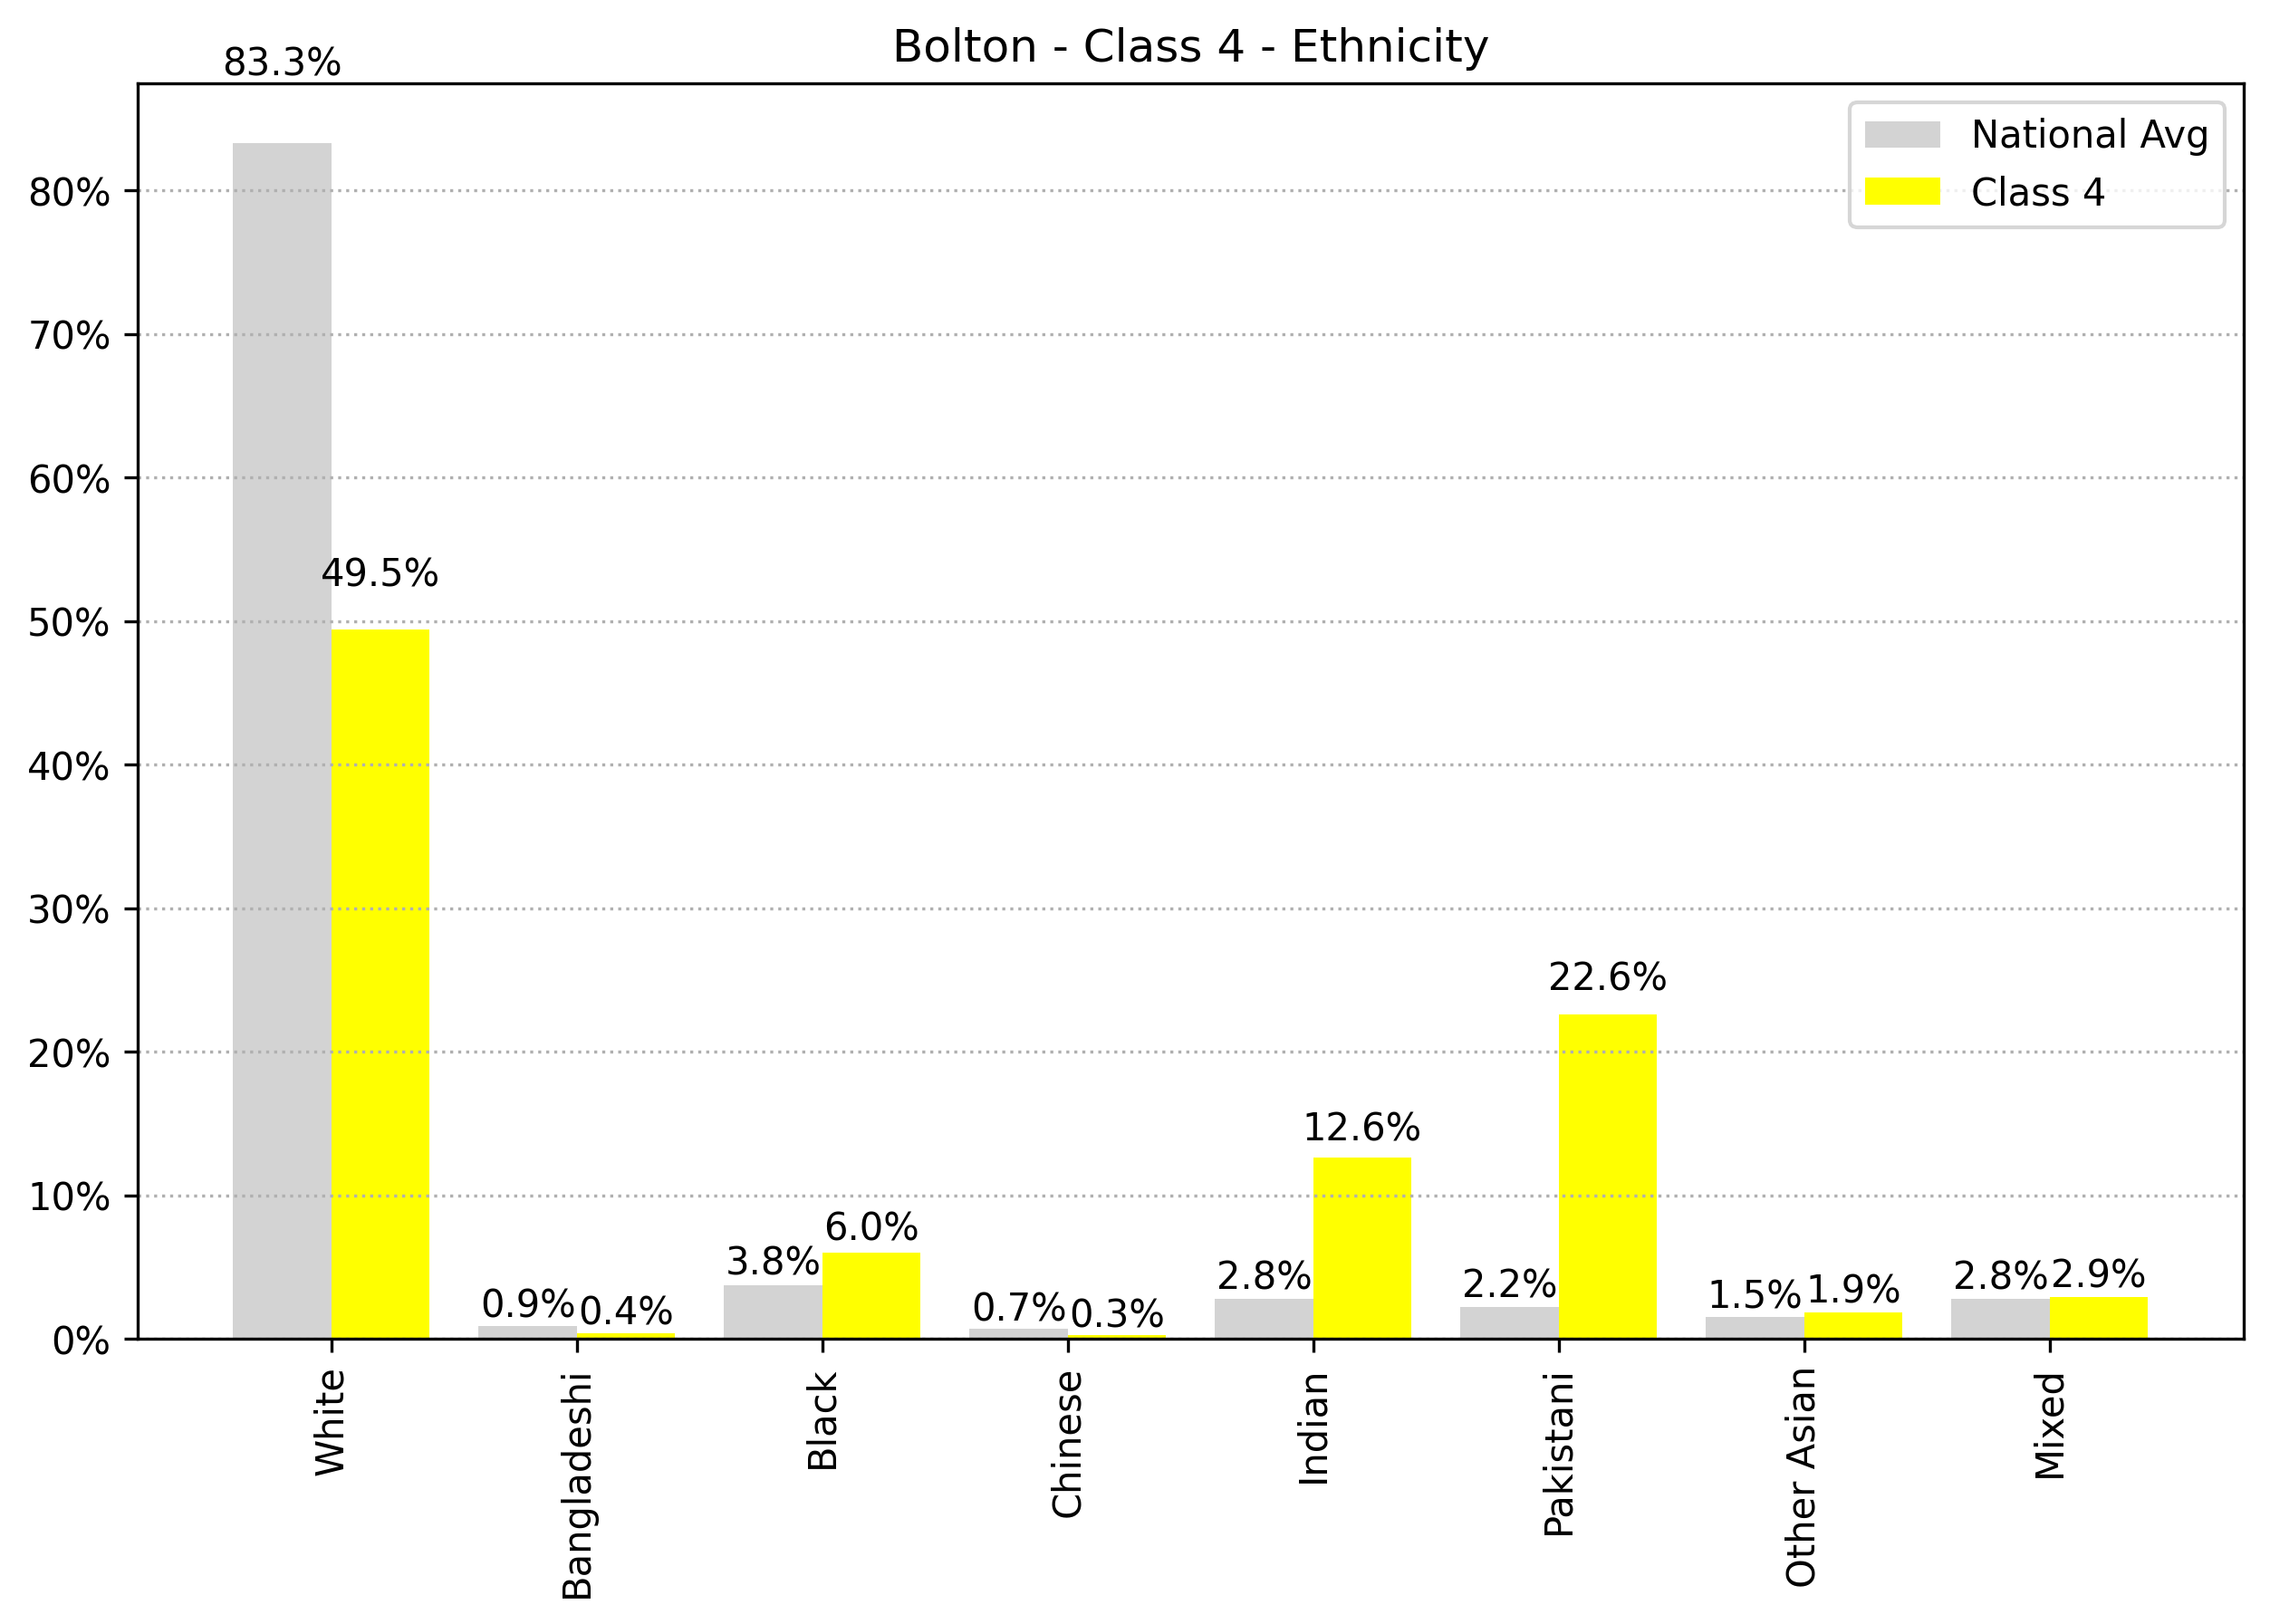 Bolton - Class 4 - Ethnicity
83.3%
National Avg
Class 4
80%
70%
60%
49.5%
50%
40%
30%
22.6%
20%
12.6%
10%
6.0%
3.8%
2.8%
2.2%
2.8%
2.9%
0.9%
0.4%
0.7%
0.3%
1.5%
1.9%
0%
White
Bangladeshi
Black
Chinese
Indian
Pakistani
Other Asian
Mixed